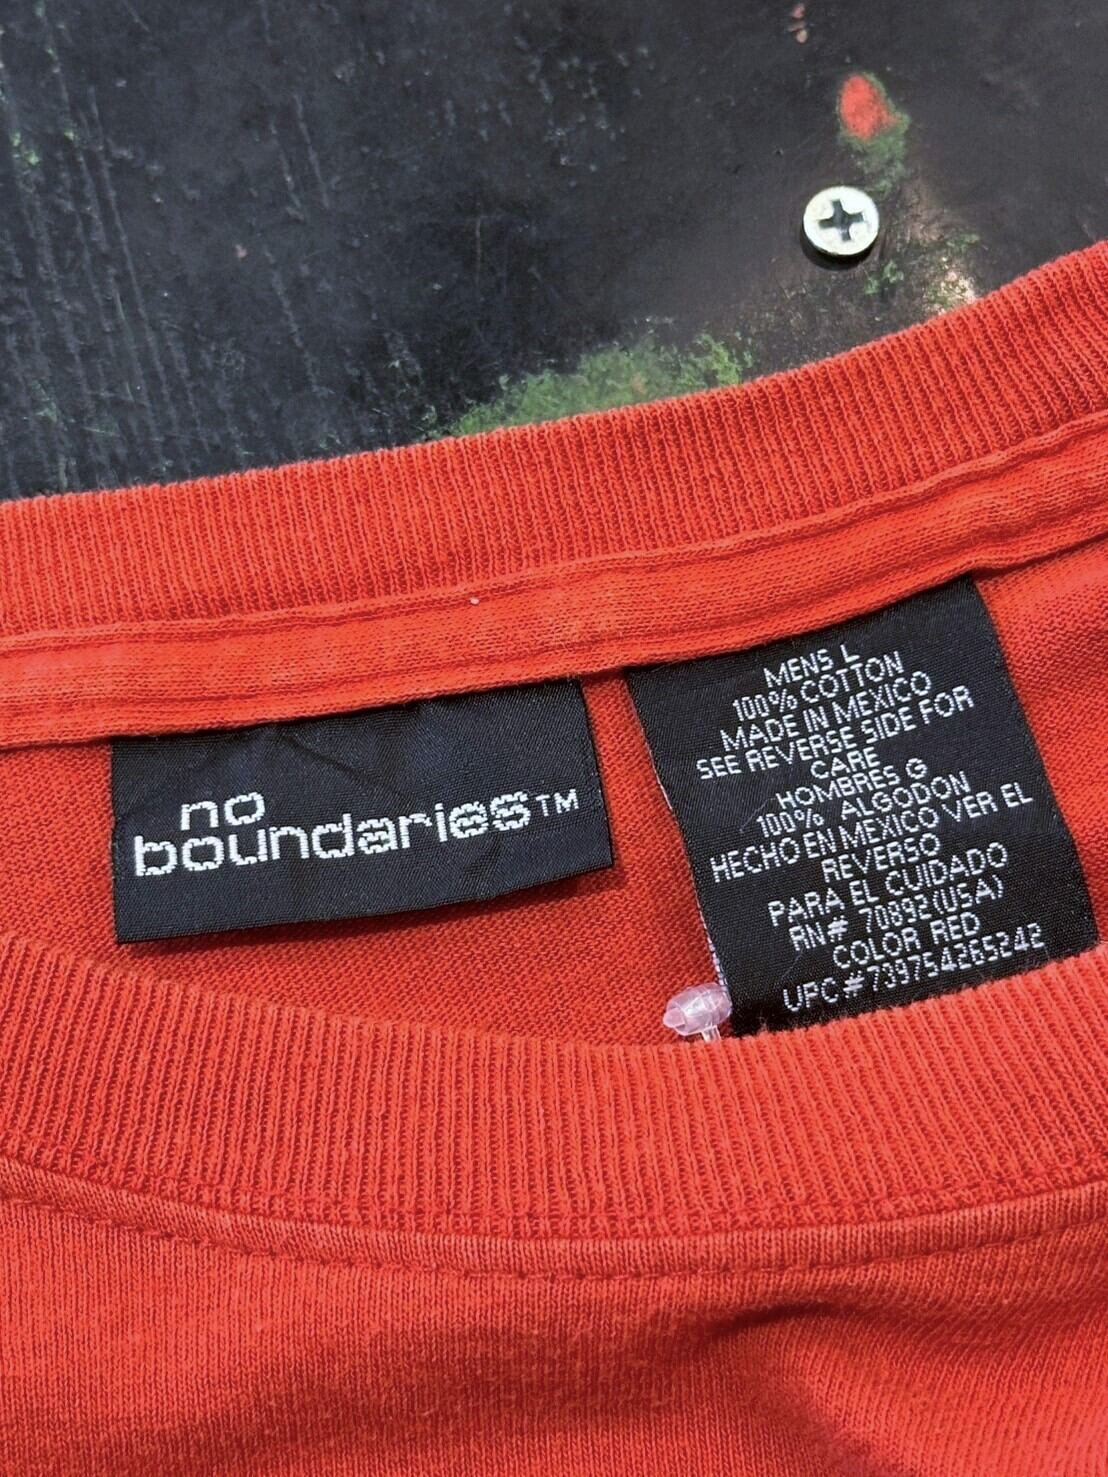 no
boundaries™
MENS L
100% COTTON
MADE IN MEXICO
SEE REVERSE SIDE FOR
CARE
HOMBRES G
100% ALGODON
HECHO EN MEXICO VER EL
REVERSO
PARA EL CUIDADO
RN# 70892(USA)
COLOR RED
UPC#739754265242